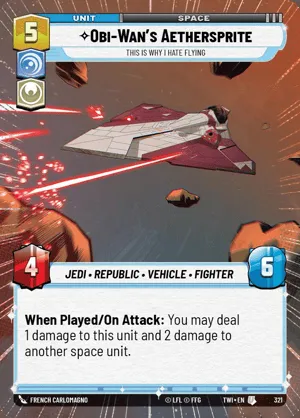 UNIT SPACE
5
✧Obi-Wan's Aethersprite
THIS IS WHY I HATE FLYING
4
6
JEDI • REPUBLIC • VEHICLE • FIGHTER
When Played/On Attack: You may deal
1 damage to this unit and 2 damage to
another space unit.
FRENCH CARLOMAGNO © LFL © FFG TWI • EN 321